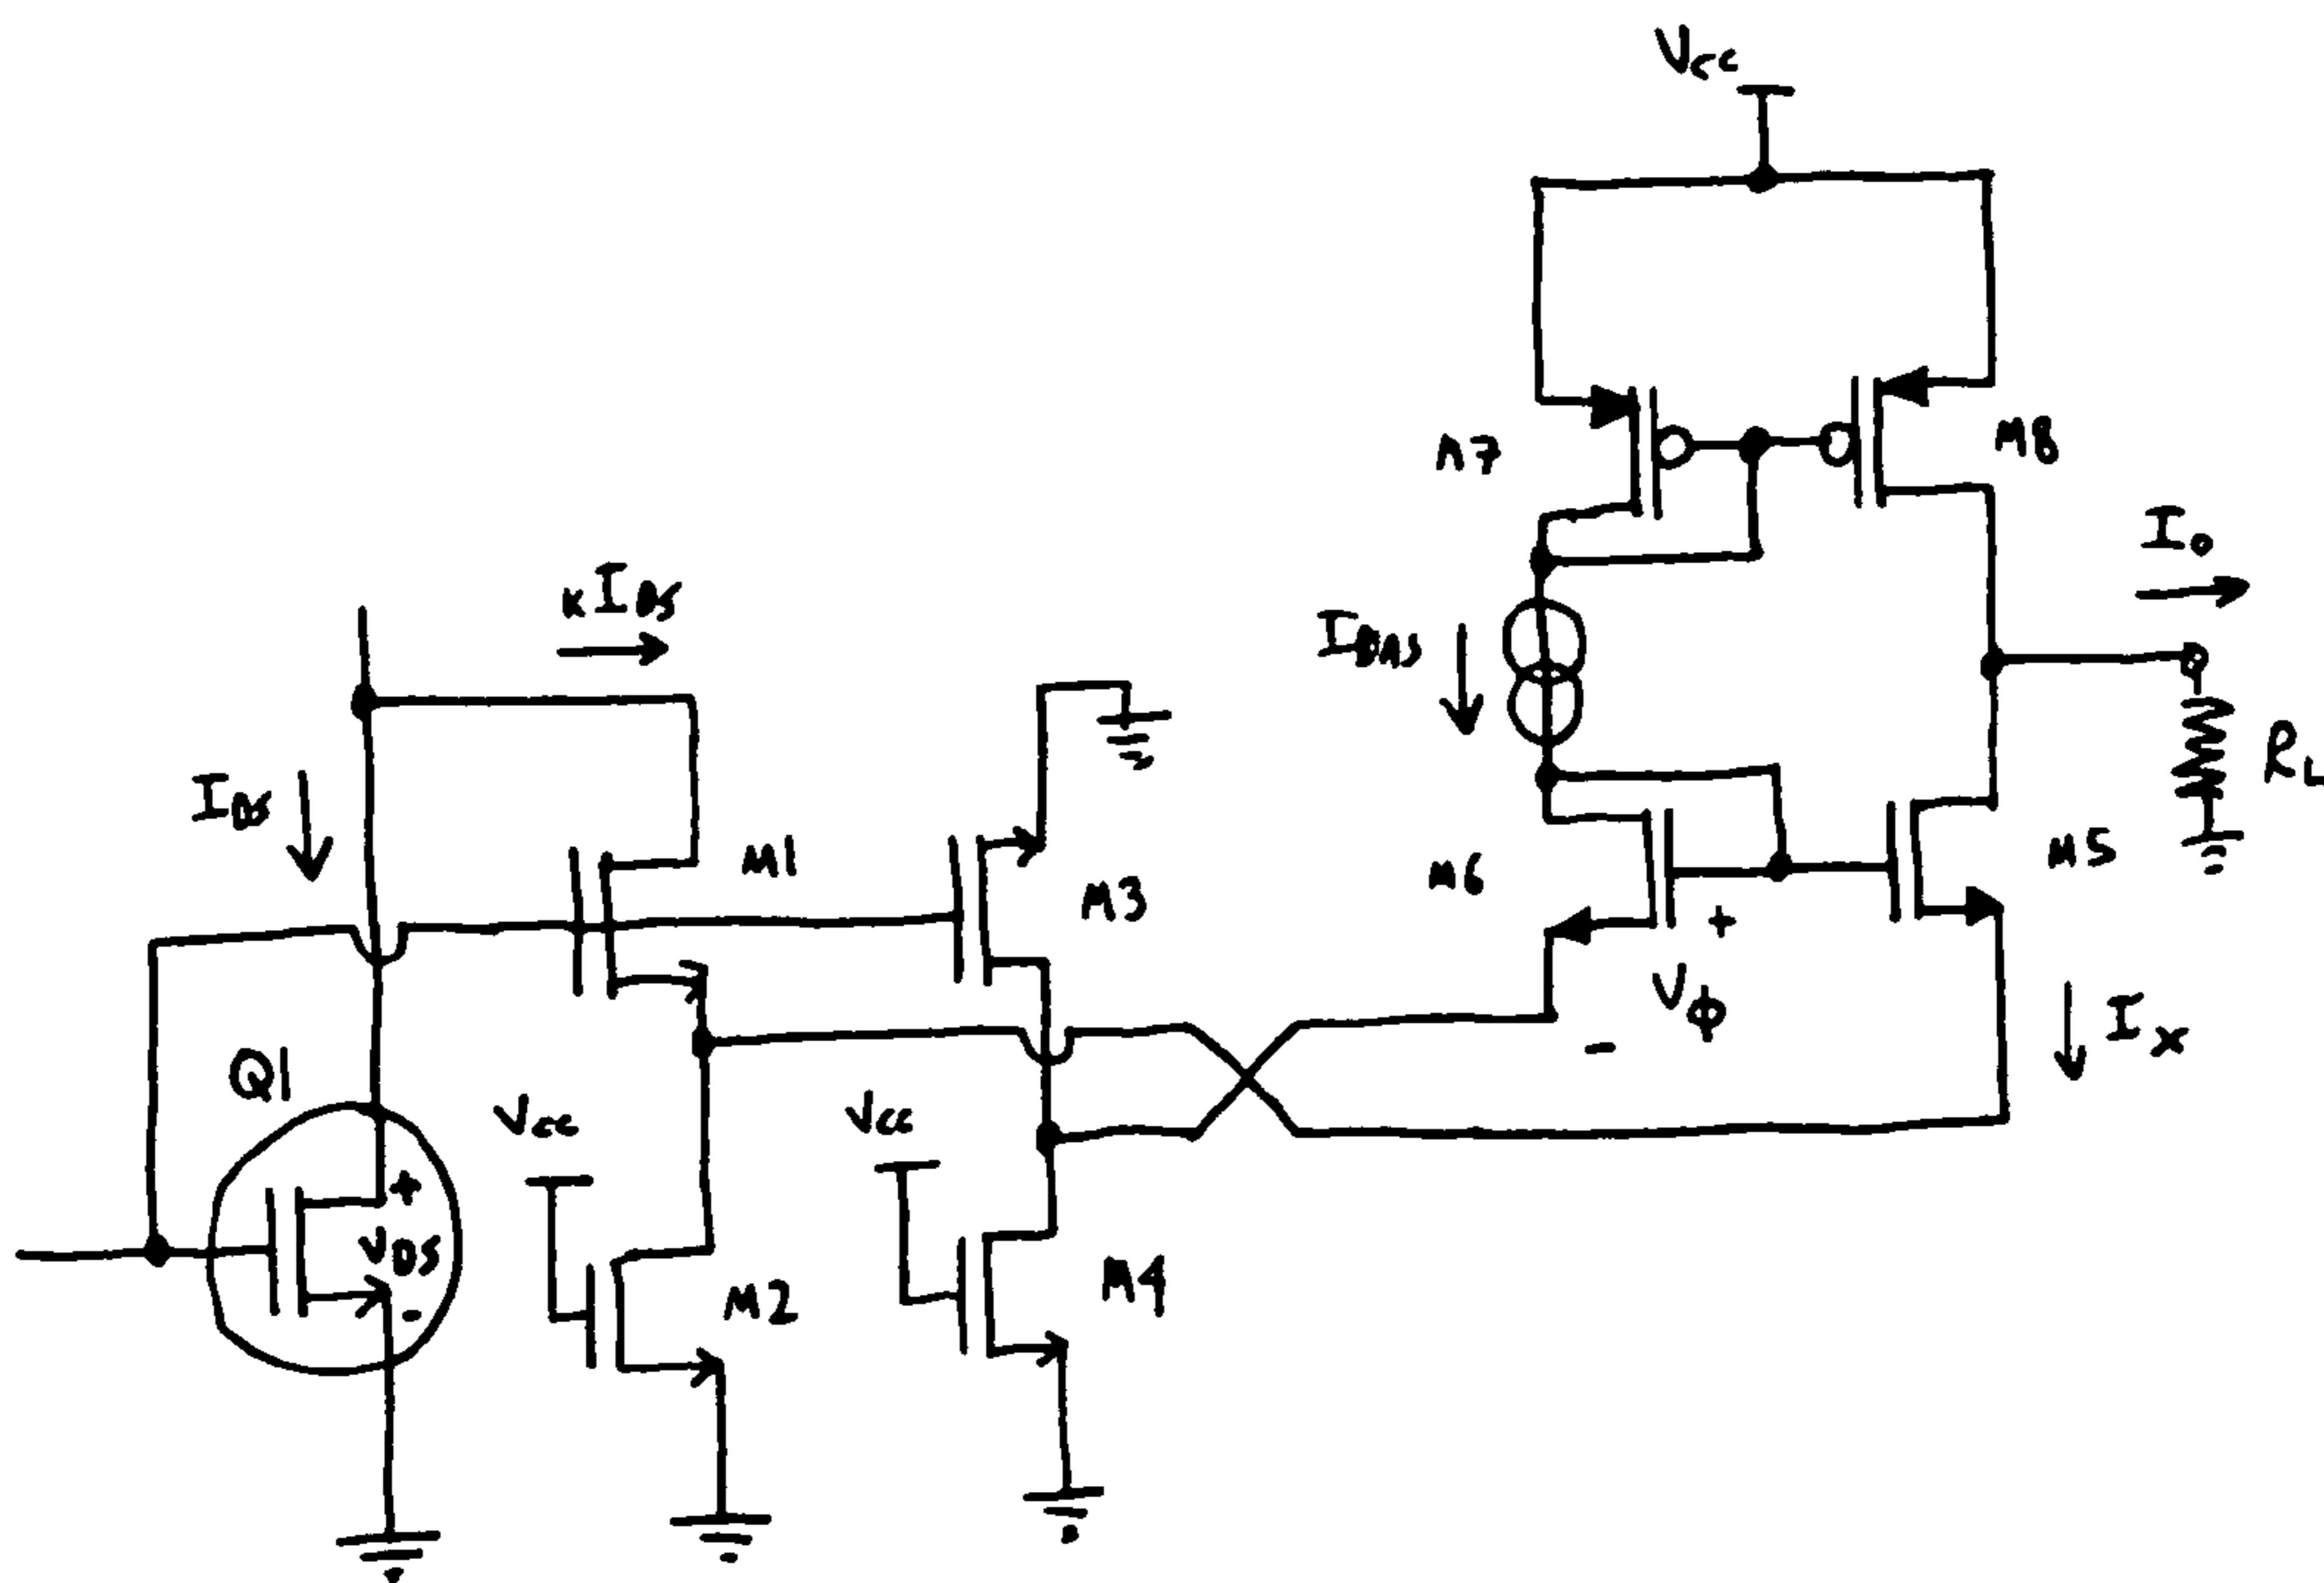 Vcc
M7
M8
Io
kIDS
IBIAS
RL
IDS
M1
M3
M6
M5
+
Vϕ
-
Ix
Q1
Vcc
Vcc
+
VDS
-
M2
M4